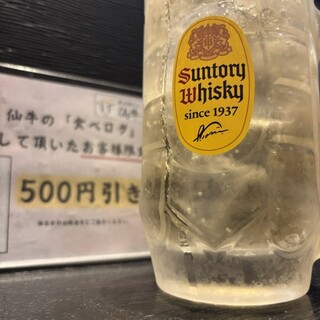 仙牛の「食べログ」
して頂いたお客様限
500円引き
Suntory
Whisky
since 1937